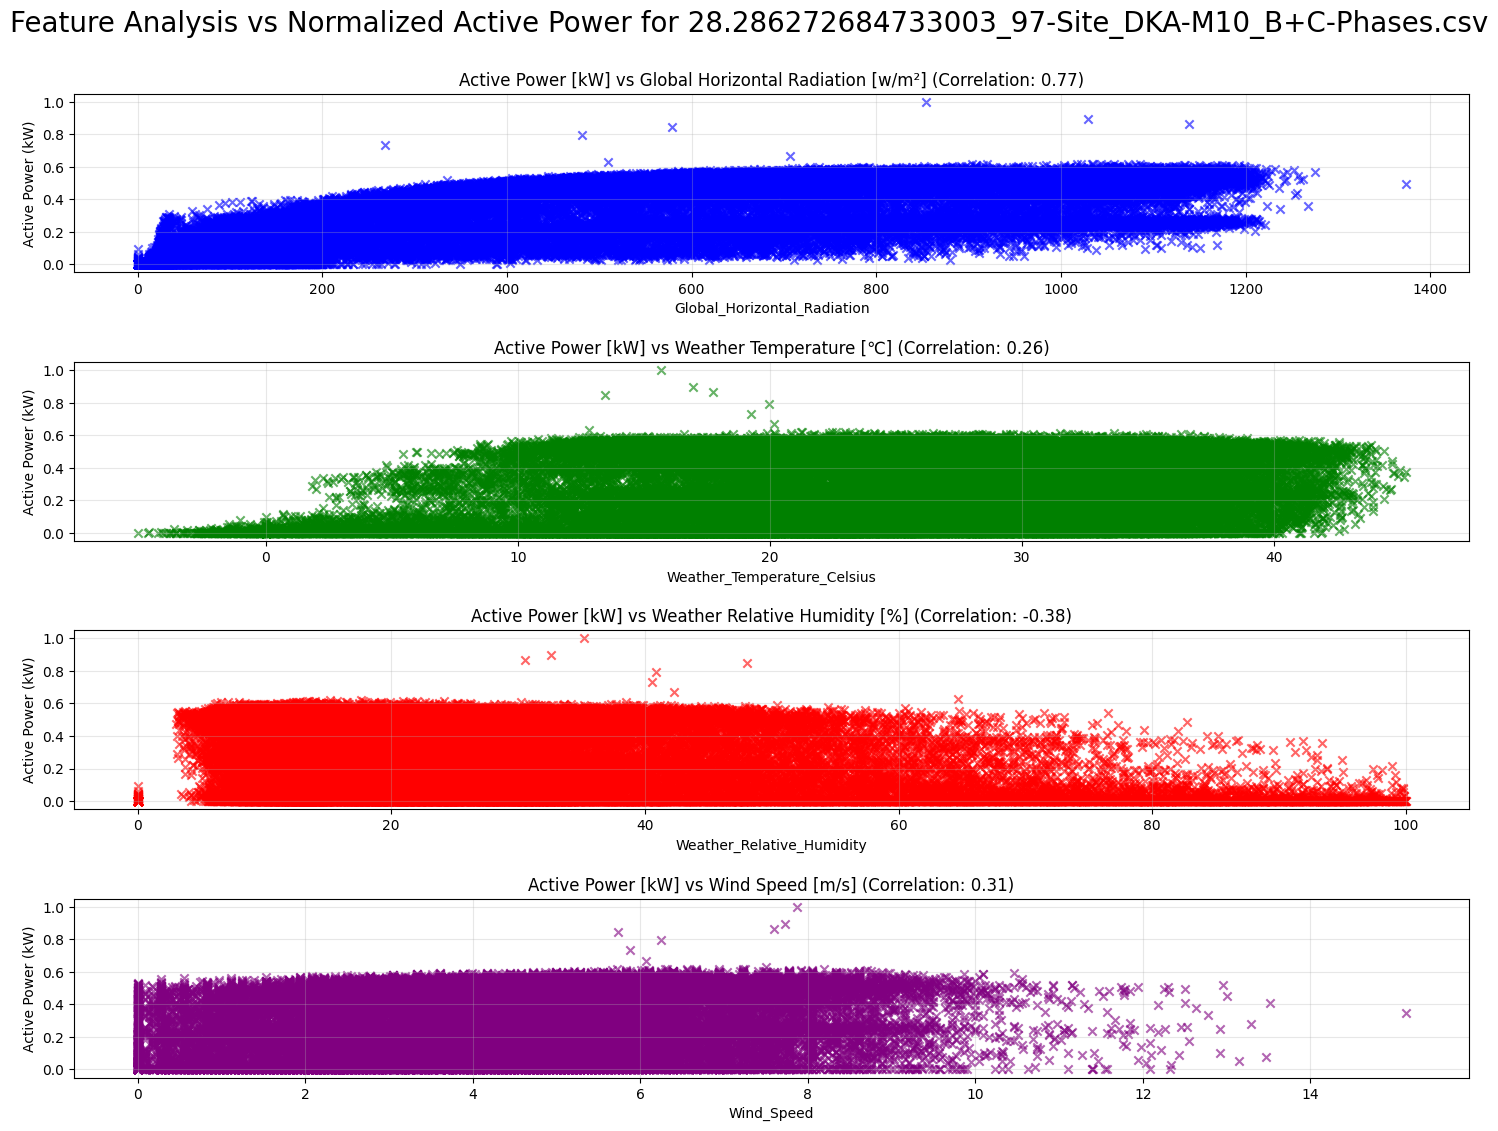 Feature Analysis vs Normalized Active Power for 28.286272684733003_97-Site_DKA-M10_B+C-Phases.csv
Active Power [kW] vs Global Horizontal Radiation [w/m²] (Correlation: 0.77)
Active Power (kW)
1.0
0.8
0.6
0.4
0.2
0.0
0 200 400 600 800 1000 1200 1400
Global_Horizontal_Radiation
Active Power [kW] vs Weather Temperature [℃] (Correlation: 0.26)
Active Power (kW)
1.0
0.8
0.6
0.4
0.2
0.0
0 10 20 30 40
Weather_Temperature_Celsius
Active Power [kW] vs Weather Relative Humidity [%] (Correlation: -0.38)
Active Power (kW)
1.0
0.8
0.6
0.4
0.2
0.0
0 20 40 60 80 100
Weather_Relative_Humidity
Active Power [kW] vs Wind Speed [m/s] (Correlation: 0.31)
Active Power (kW)
1.0
0.8
0.6
0.4
0.2
0.0
0 2 4 6 8 10 12 14
Wind_Speed